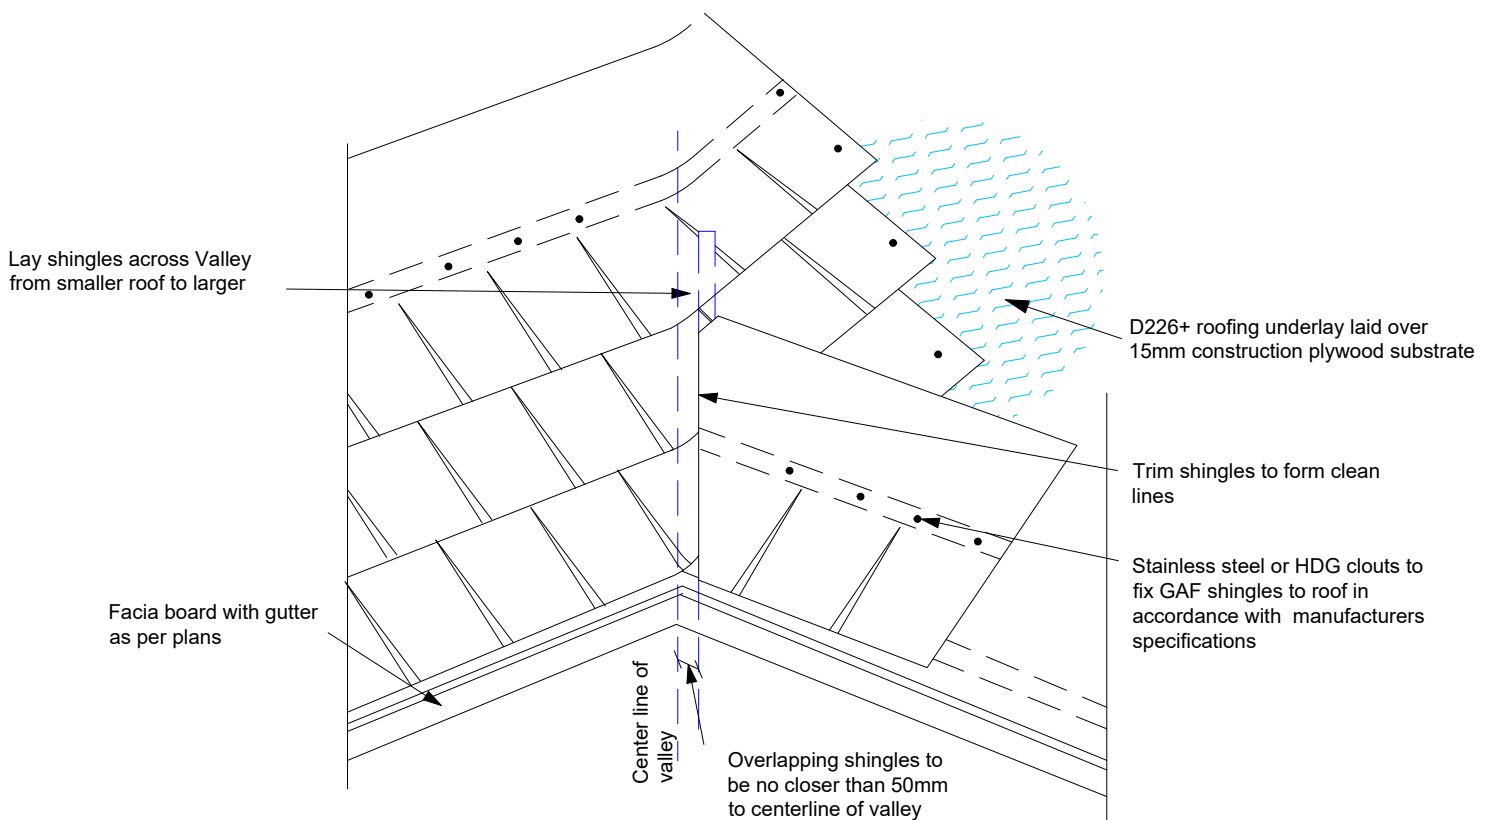 Lay shingles across Valley
from smaller roof to larger
D226+ roofing underlay laid over
15mm construction plywood substrate
Trim shingles to form clean
lines
Stainless steel or HDG clouts to
fix GAF shingles to roof in
accordance with  manufacturers
specifications
Facia board with gutter
as per plans
Center line of
valley
Overlapping shingles to
be no closer than 50mm
to centerline of valley